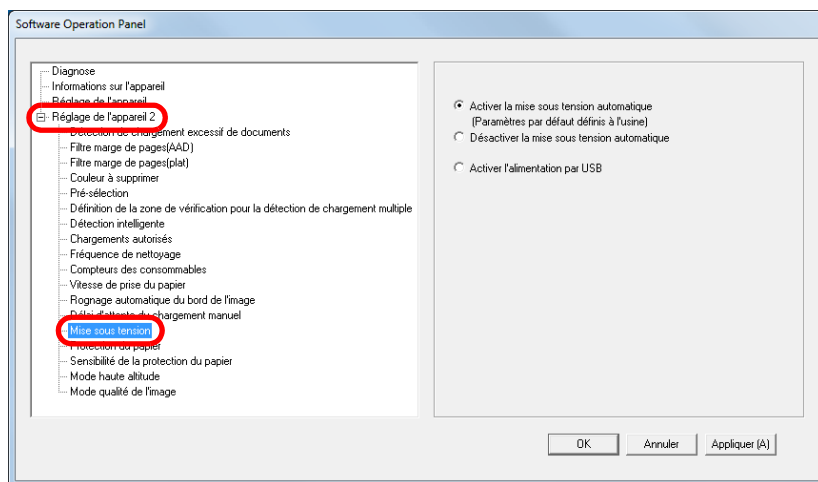 Software Operation Panel
Diagnose
Informations sur l'appareil
Réglage de l'appareil
Réglage de l'appareil 2
Détection de chargement excessif de documents
Filtre marge de pages(AAD)
Filtre marge de pages(plat)
Couleur à supprimer
Pré-sélection
Définition de la zone de vérification pour la détection de chargement multiple
Détection intelligente
Chargements autorisés
Fréquence de nettoyage
Compteurs des consommables
Vitesse de prise du papier
Rognage automatique du bord de l'image
Délai d'attente du chargement manuel
Mise sous tension
Protection du papier
Sensibilité de la protection du papier
Mode haute altitude
Mode qualité de l'image
Activer la mise sous tension automatique
(Paramètres par défaut définis à l'usine)
Désactiver la mise sous tension automatique
Activer l'alimentation par USB
OK
Annuler
Appliquer (A)